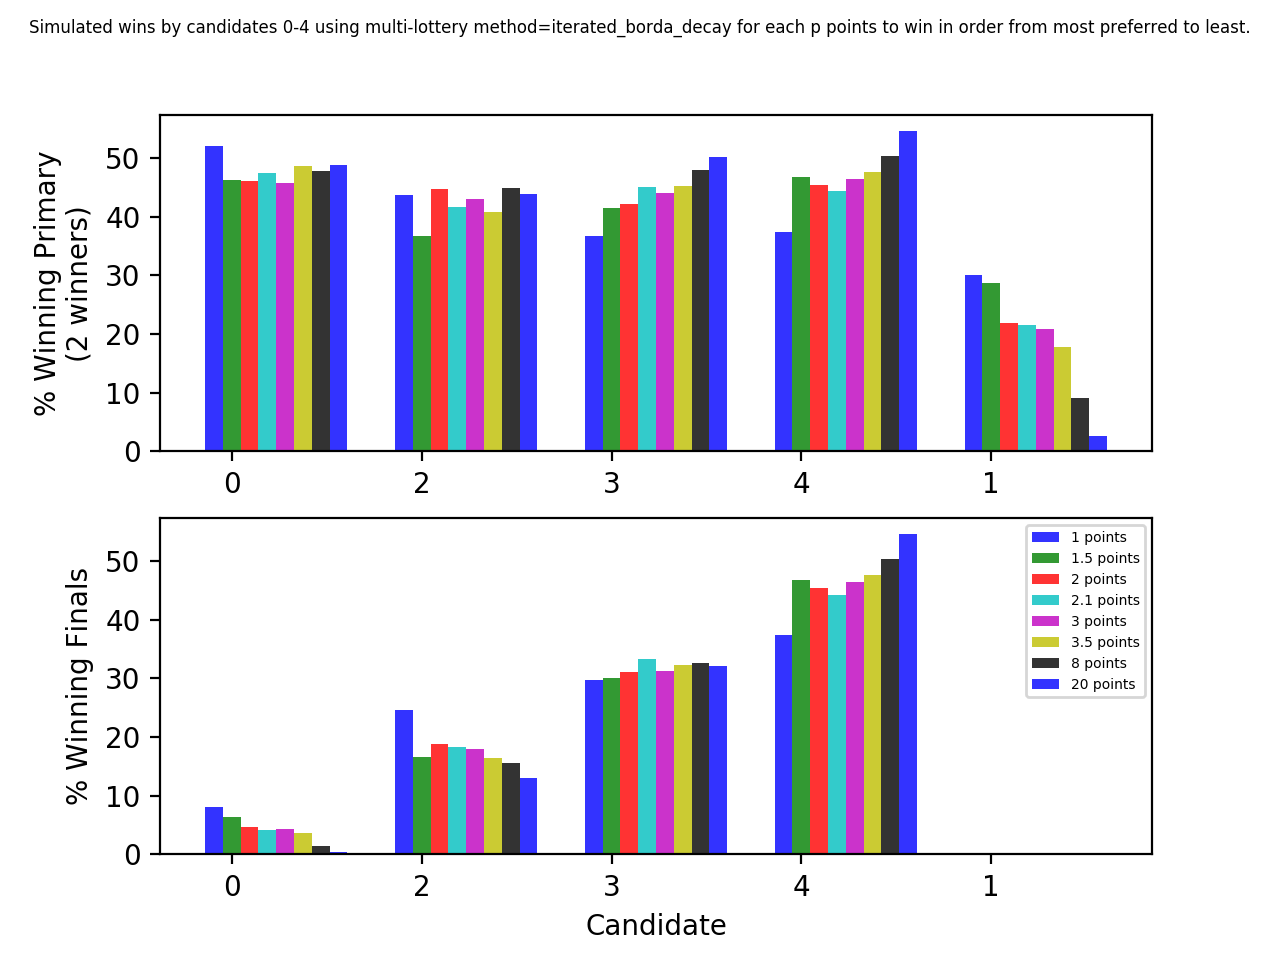 Simulated wins by candidates 0-4 using multi-lottery method=iterated_borda_decay for each p points to win in order from most preferred to least.
% Winning Primary
(2 winners)
50
40
30
20
10
0
0 2 3 4 1
% Winning Finals
50
40
30
20
10
0
1 points
1.5 points
2 points
2.1 points
3 points
3.5 points
8 points
20 points
0 2 3 4 1
Candidate